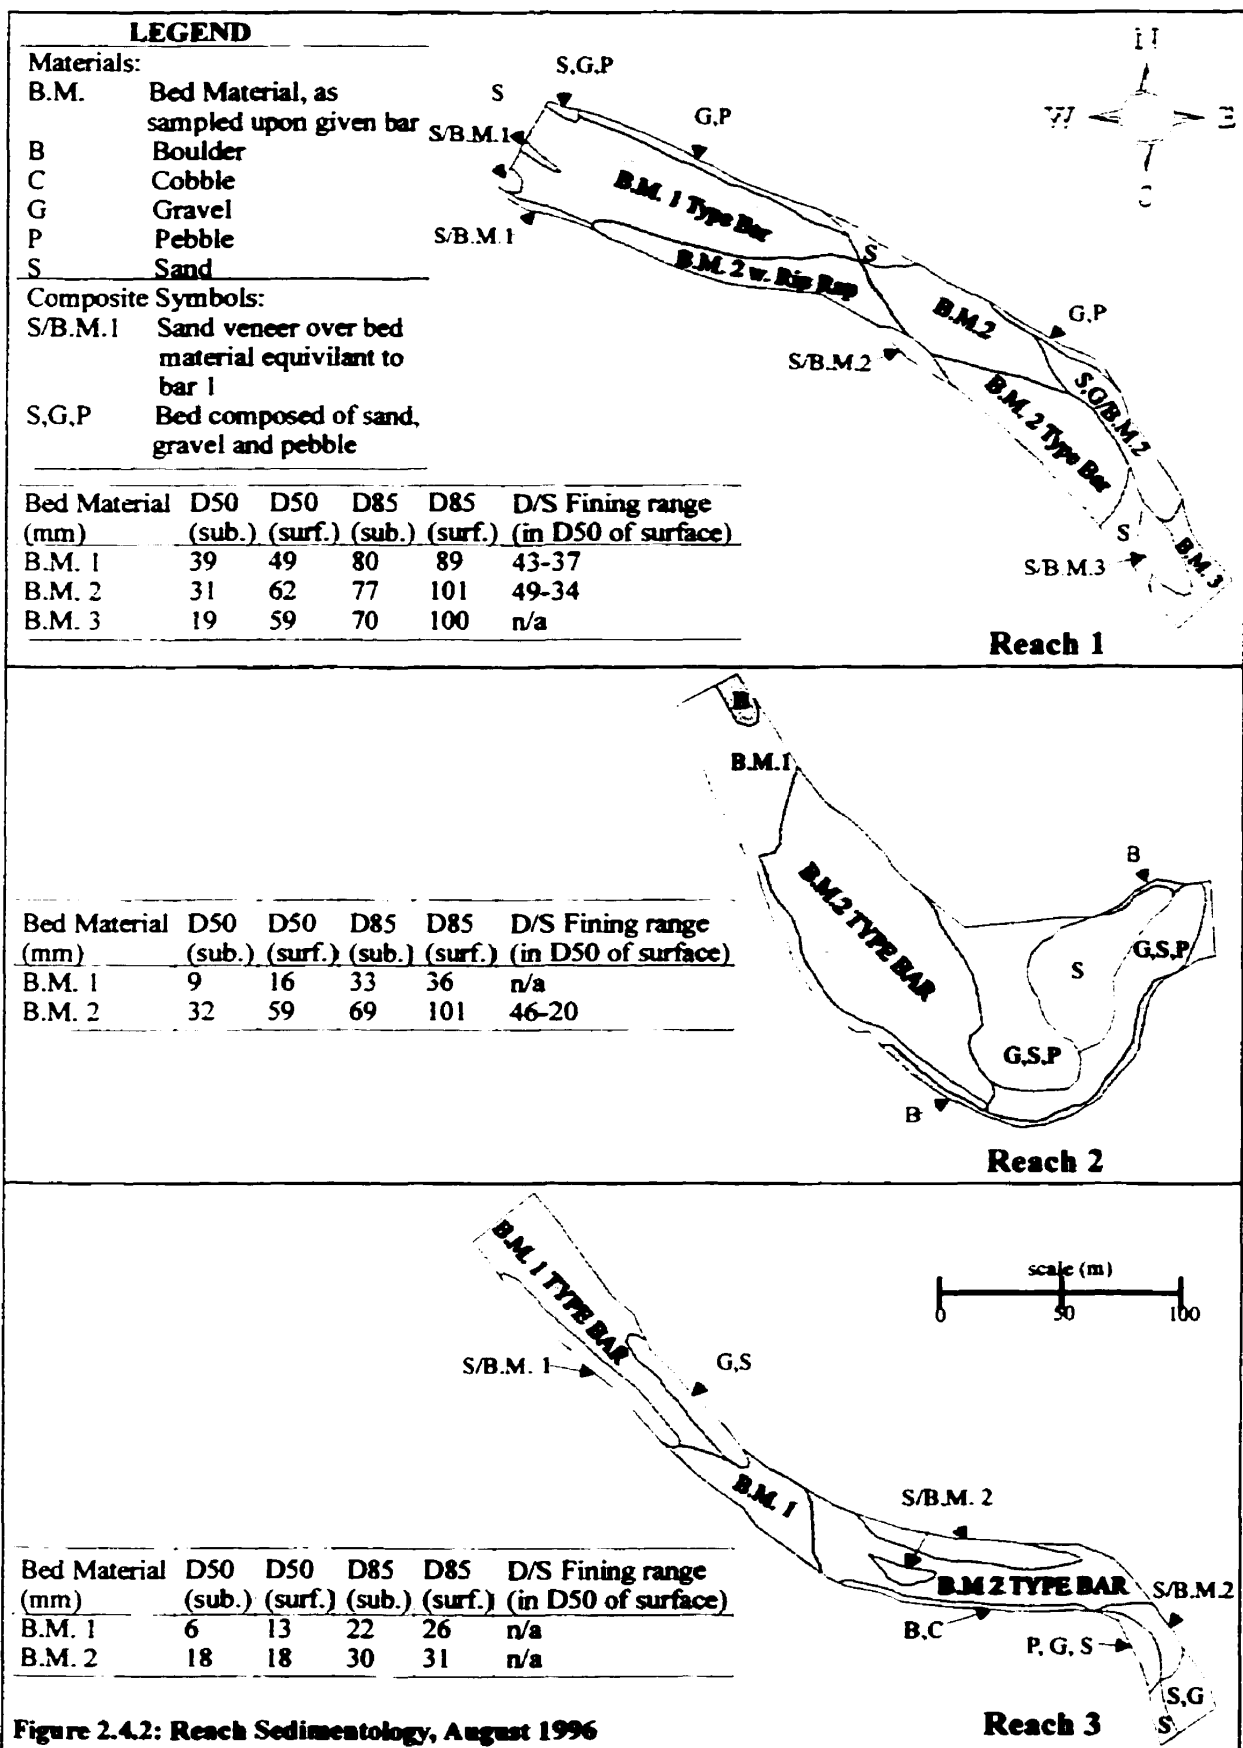 LEGEND
Materials:
B.M. Bed Material, as
sampled upon given bar
B Boulder
C Cobble
G Gravel
P Pebble
S Sand
Composite Symbols:
S/B.M.1 Sand veneer over bed
material equivilant to
bar 1
S,G,P Bed composed of sand,
gravel and pebble
Bed Material D50 D50 D85 D85 D/S Fining range
(mm) (sub.) (surf.) (sub.) (surf.) (in D50 of surface)
B.M. 1 39 49 80 89 43-37
B.M. 2 31 62 77 101 49-34
B.M. 3 19 59 70 100 n/a
N
W E
S,G,P
S
G,P
S/B.M.1
B.M. 1 Type Bar
S/B.M.1
S
B.M. 2 w. Rip Rap
B.M.2
G,P
S/B.M.2
S,G/B.M.2
B.M. 2 Type Bar
S
S/B.M.3
B.M.3
Reach 1
B
B.M.1
B.M.2 TYPE BAR
B
G,S,P
S
G,S,P
B
Bed Material D50 D50 D85 D85 D/S Fining range
(mm) (sub.) (surf.) (sub.) (surf.) (in D50 of surface)
B.M. 1 9 16 33 36 n/a
B.M. 2 32 59 69 101 46-20
Reach 2
B.M. 1 TYPE BAR
scale (m)
0 50 100
S/B.M. 1
G,S
B.M. 1
S/B.M. 2
B.M 2 TYPE BAR
S/B.M.2
B,C
P, G, S
S,G
S
Bed Material D50 D50 D85 D85 D/S Fining range
(mm) (sub.) (surf.) (sub.) (surf.) (in D50 of surface)
B.M. 1 6 13 22 26 n/a
B.M. 2 18 18 30 31 n/a
Figure 2.4.2: Reach Sedimentology, August 1996
Reach 3